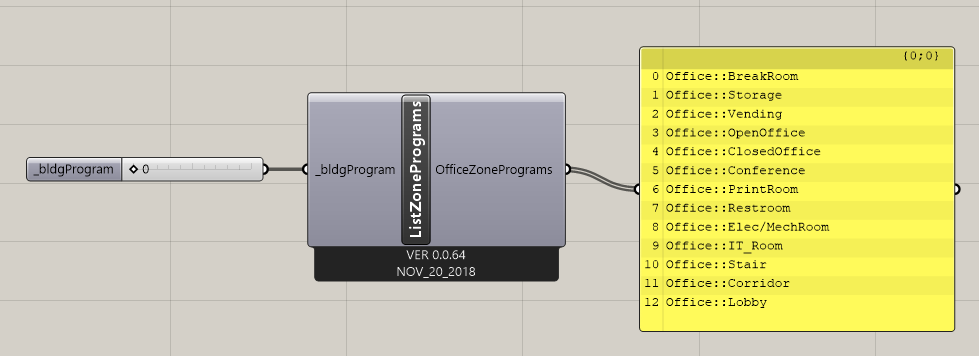 _bldgProgram
0
_bldgProgram
ListZonePrograms
OfficeZonePrograms
VER 0.0.64
NOV_20_2018
{0;0}
0 Office::BreakRoom
1 Office::Storage
2 Office::Vending
3 Office::OpenOffice
4 Office::ClosedOffice
5 Office::Conference
6 Office::PrintRoom
7 Office::Restroom
8 Office::Elec/MechRoom
9 Office::IT_Room
10 Office::Stair
11 Office::Corridor
12 Office::Lobby